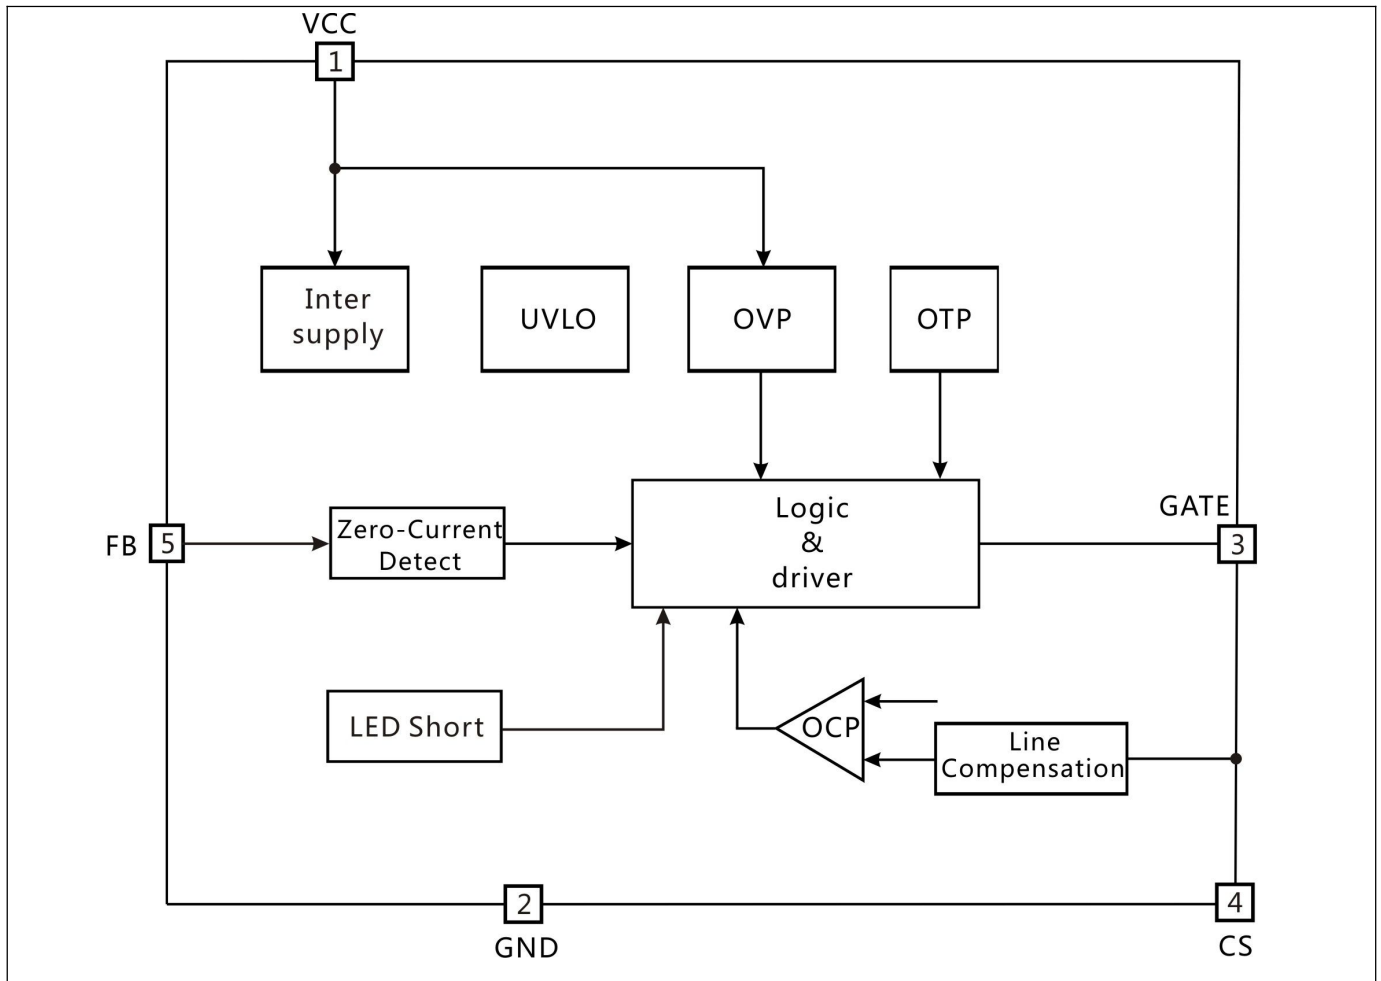 VCC
1
Inter
supply
UVLO
OVP
OTP
Logic
&
driver
GATE
3
FB
5
Zero-Current
Detect
LED Short
OCP
Line
Compensation
2
GND
4
CS